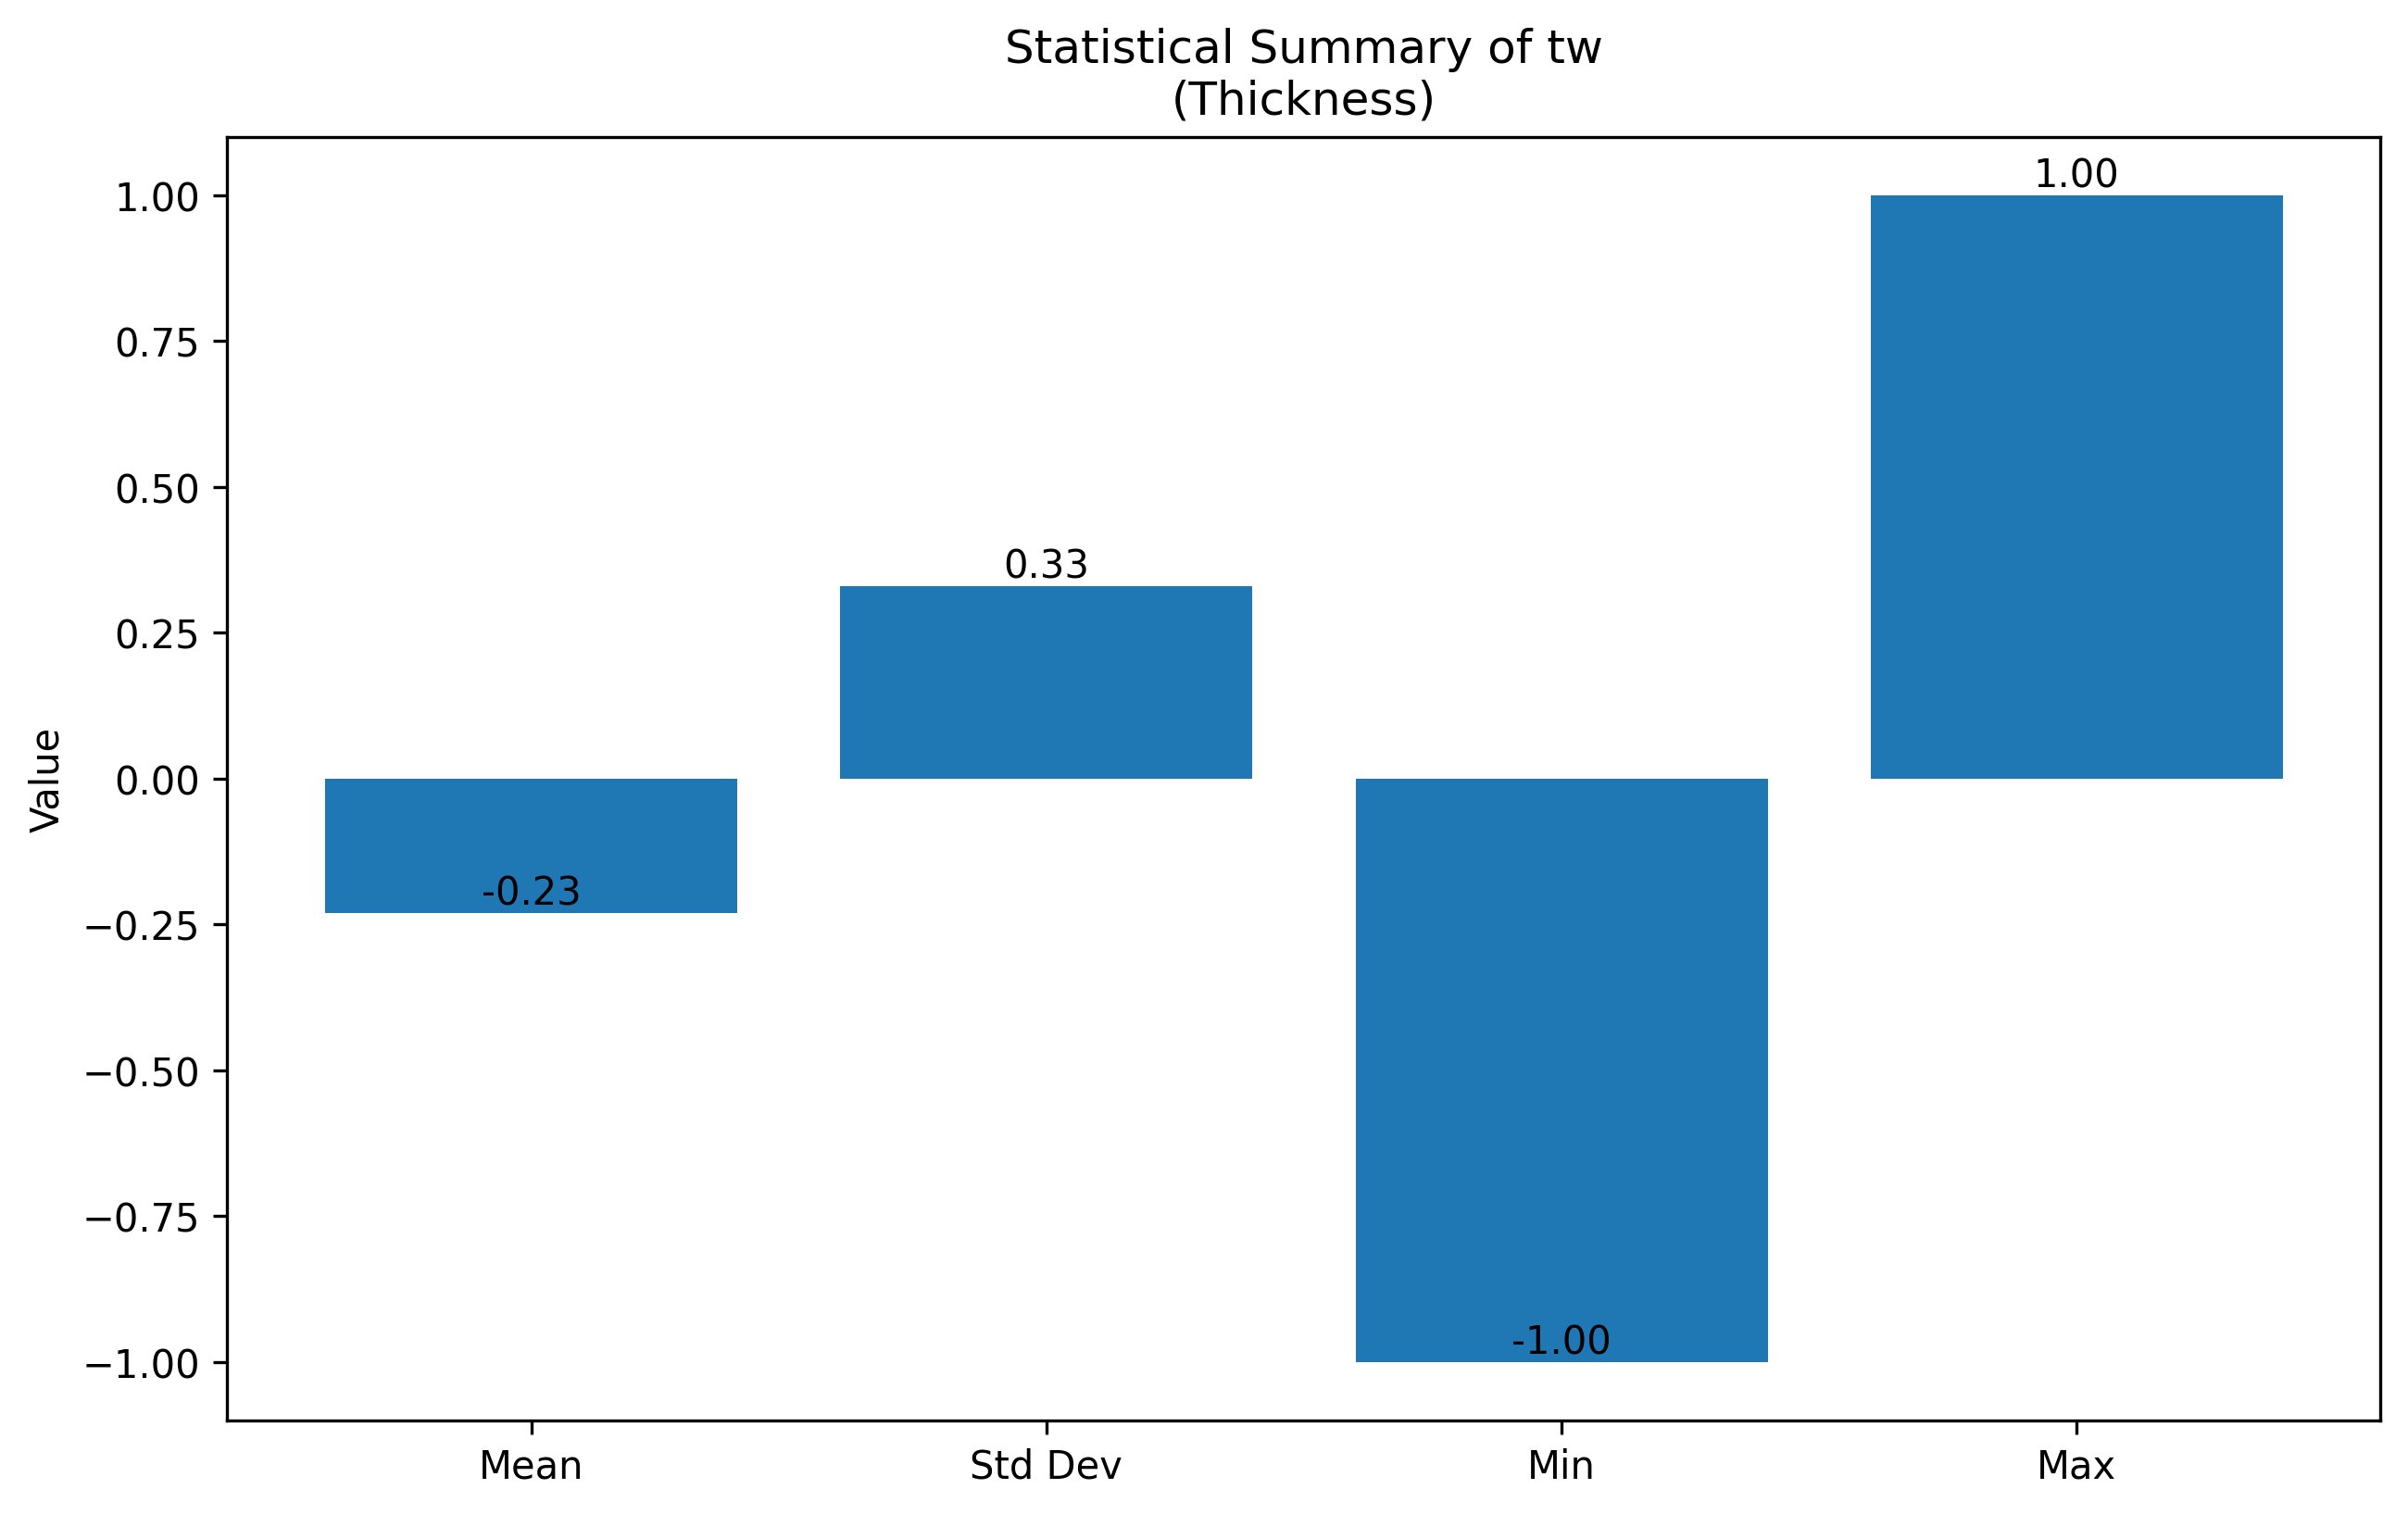 Statistical Summary of tw
(Thickness)
1.00
1.00
0.75
0.50
0.33
0.25
Value
0.00
-0.23
−0.25
−0.50
−0.75
-1.00
−1.00
Mean
Std Dev
Min
Max